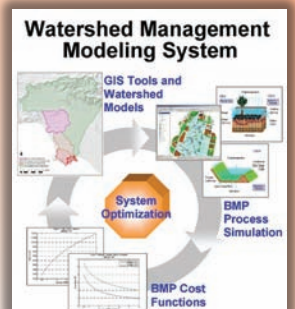 Watershed Management
Modeling System
GIS Tools and
Watershed
Models
System
Optimization
BMP
Process
Simulation
BMP Cost
Functions